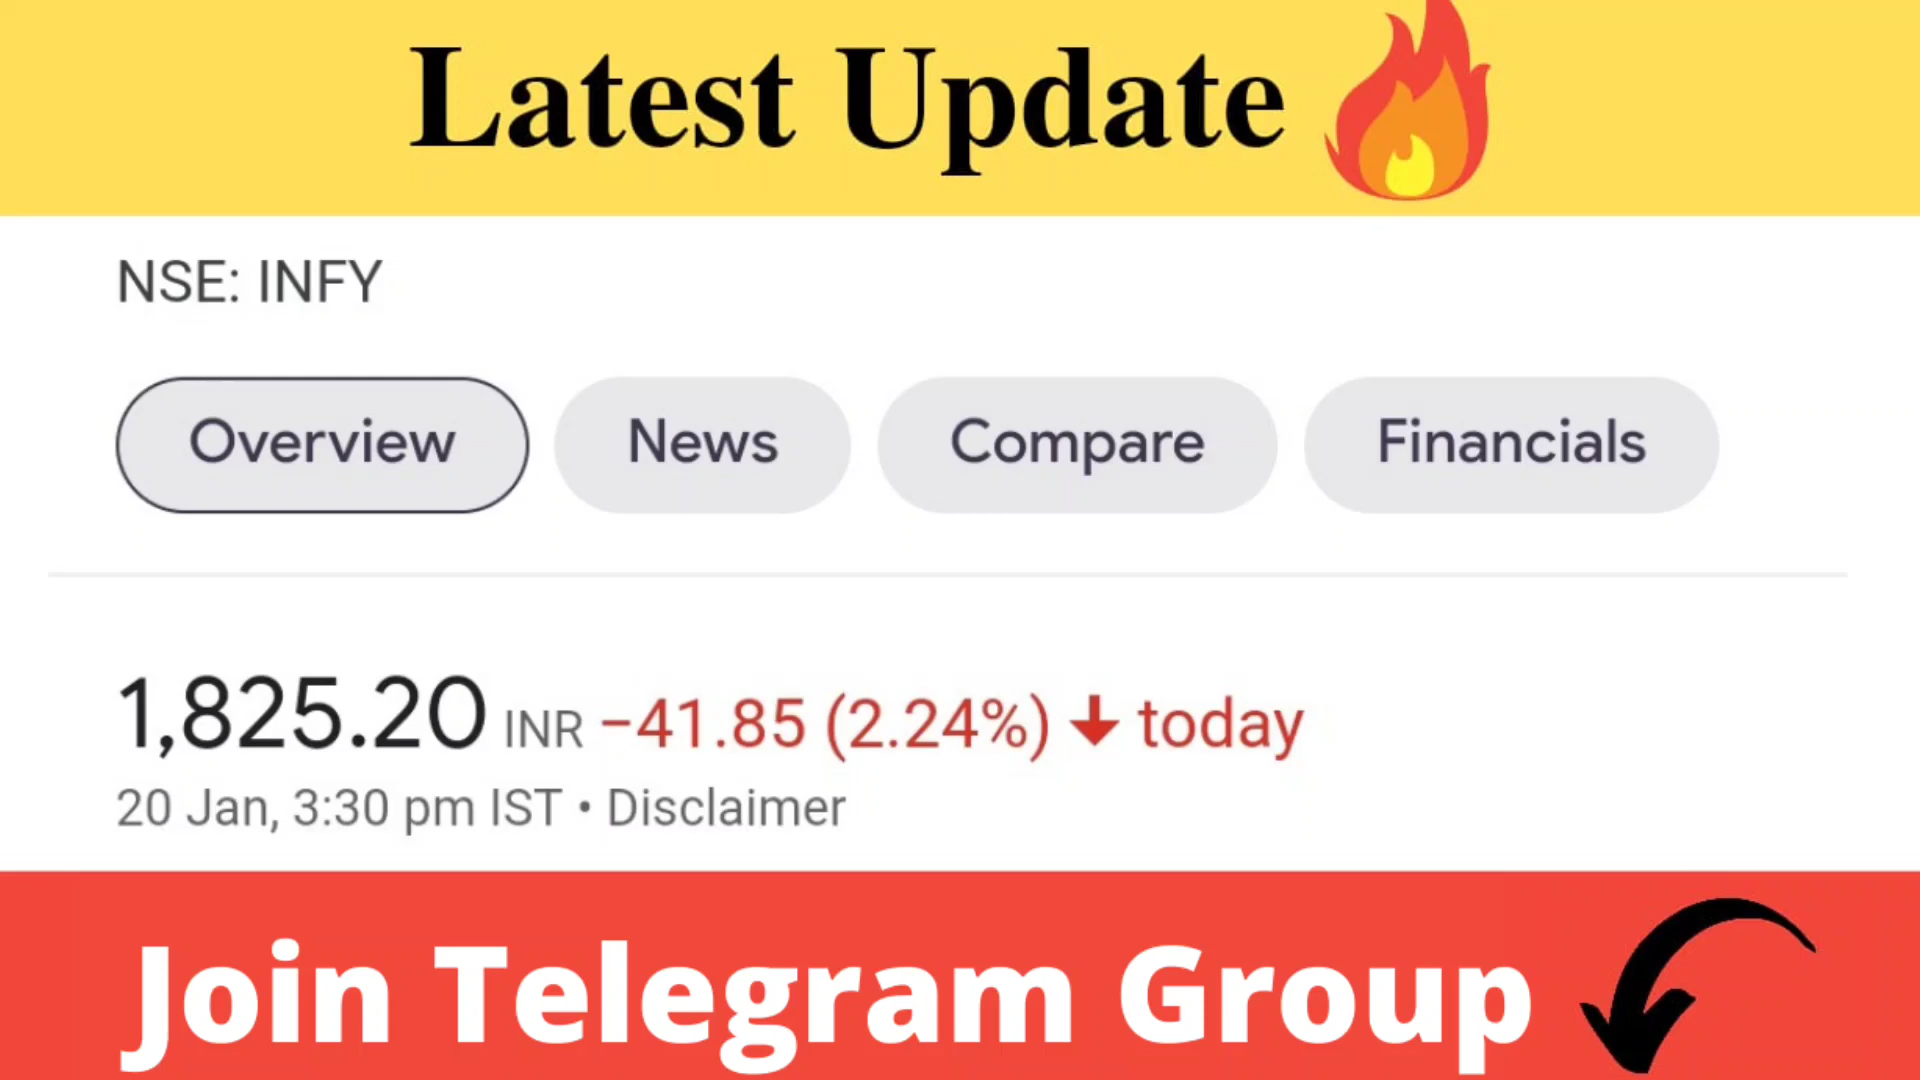 Latest Update
NSE: INFY
Overview News Compare Financials
1,825.20 INR −41.85 (2.24%) ↓ today
20 Jan, 3:30 pm IST • Disclaimer
Join Telegram Group